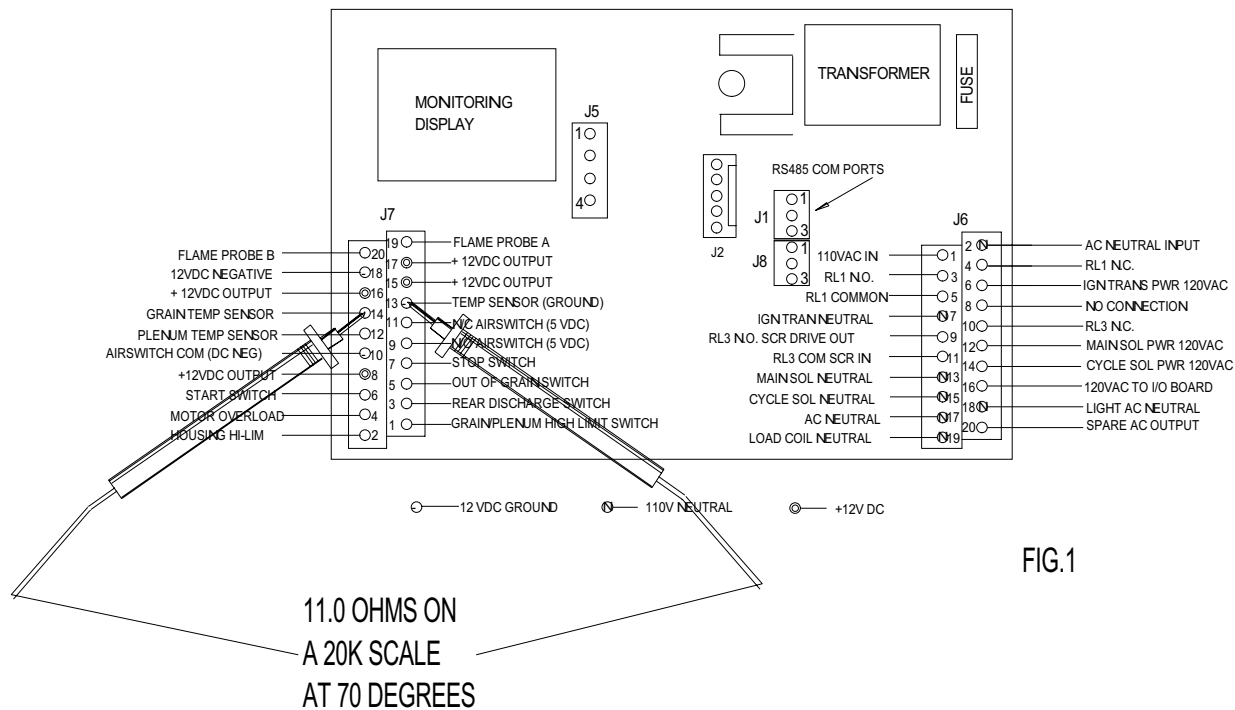 TRANSFORMER
FUSE
MONITORING
DISPLAY
J5
1
4
RS485 COM PORTS
J2
J1
1
3
J8
1
3
J7
FLAME PROBE B 20
12VDC NEGATIVE 18
+ 12VDC OUTPUT 16
GRAIN TEMP SENSOR 14
PLENUM TEMP SENSOR 12
AIRSWITCH COM (DC NEG) 10
+12VDC OUTPUT 8
START SWITCH 6
MOTOR OVERLOAD 4
HOUSING HI-LIM 2
19 FLAME PROBE A
17 + 12VDC OUTPUT
15 + 12VDC OUTPUT
13 TEMP SENSOR (GROUND)
11 N/C AIRSWITCH (5 VDC)
9 N/O AIRSWITCH (5 VDC)
7 STOP SWITCH
5 OUT OF GRAIN SWITCH
3 REAR DISCHARGE SWITCH
1 GRAIN/PLENUM HIGH LIMIT SWITCH
J6
110VAC IN 1
RL1 N.O. 3
RL1 COMMON 5
IGN TRAN NEUTRAL 7
RL3 N.O. SCR DRIVE OUT 9
RL3 COM SCR IN 11
MAIN SOL NEUTRAL 13
CYCLE SOL NEUTRAL 15
AC NEUTRAL 17
LOAD COIL NEUTRAL 19
2 N AC NEUTRAL INPUT
4 RL1 N.C.
6 IGN TRANS PWR 120VAC
8 NO CONNECTION
10 RL3 N.C.
12 MAIN SOL PWR 120VAC
14 CYCLE SOL PWR 120VAC
16 120VAC TO I/O BOARD
18 N LIGHT AC NEUTRAL
20 SPARE AC OUTPUT
12 VDC GROUND
N 110V NEUTRAL
+12V DC
FIG.1
11.0 OHMS ON
A 20K SCALE
AT 70 DEGREES